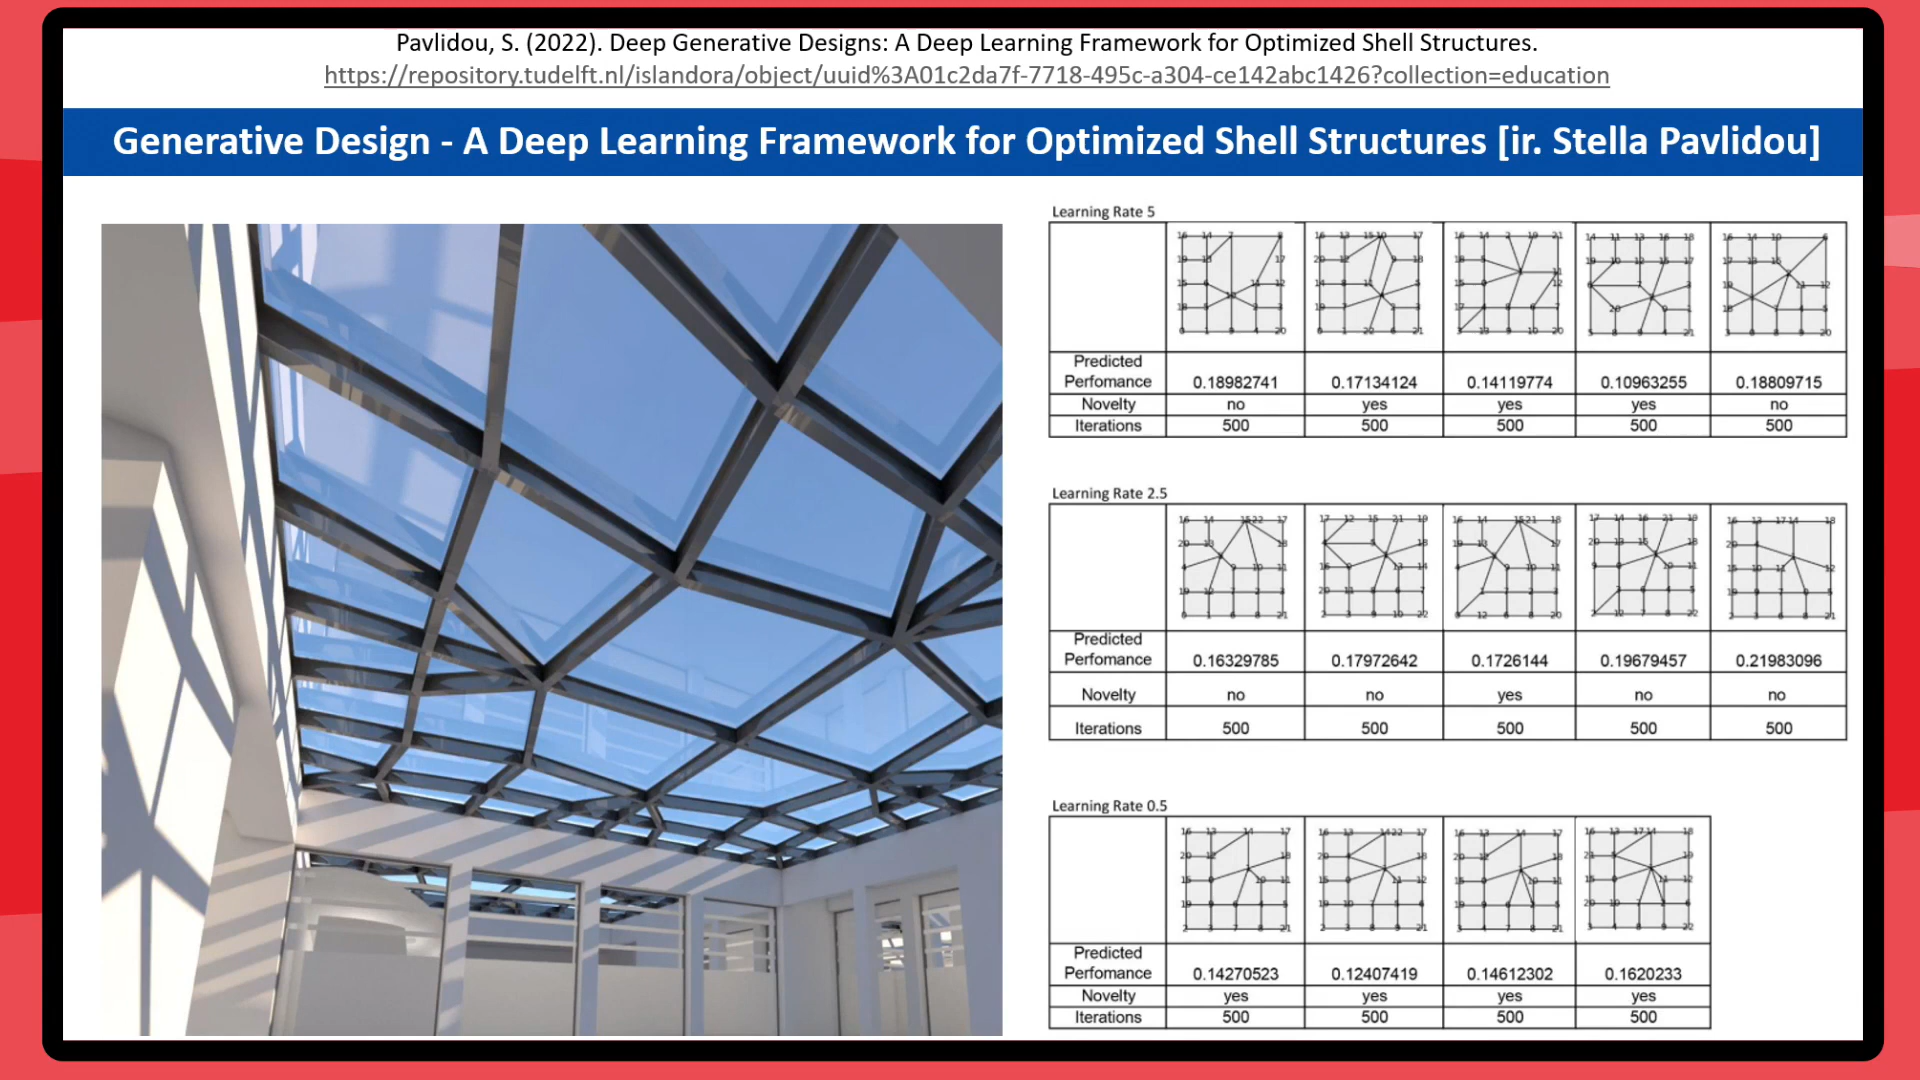 Pavlidou, S. (2022). Deep Generative Designs: A Deep Learning Framework for Optimized Shell Structures.
https://repository.tudelft.nl/islandora/object/uuid%3A01c2da7f-7718-495c-a304-ce142abc1426?collection=education
Generative Design - A Deep Learning Framework for Optimized Shell Structures [ir. Stella Pavlidou]
Learning Rate 5
Predicted Perfomance 0.18982741 0.17134124 0.14119774 0.10963255 0.18809715
Novelty no yes yes yes no
Iterations 500 500 500 500 500
Learning Rate 2.5
Predicted Perfomance 0.16329785 0.17972642 0.1726144 0.19679457 0.21983096
Novelty no no yes no no
Iterations 500 500 500 500 500
Learning Rate 0.5
Predicted Perfomance 0.14270523 0.12407419 0.14612302 0.1620233
Novelty yes yes yes yes
Iterations 500 500 500 500